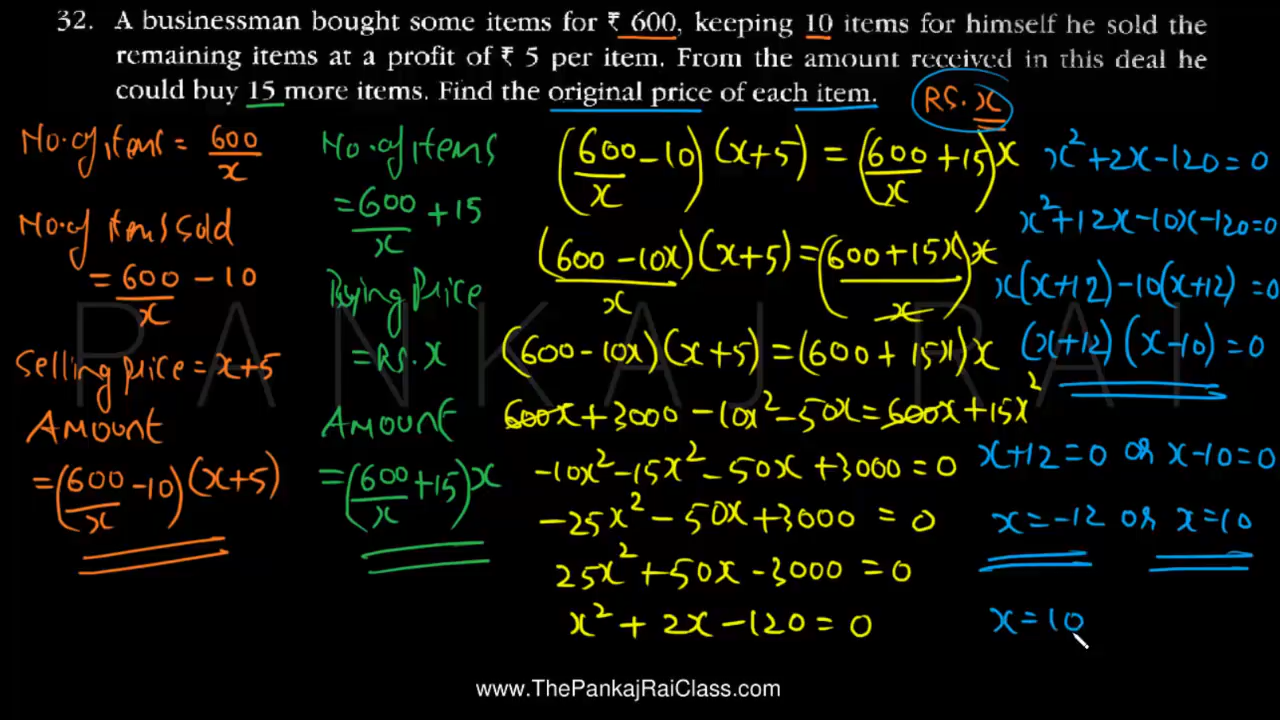 32. A businessman bought some items for ₹ 600, keeping 10 items for himself he sold the
remaining items at a profit of ₹ 5 per item. From the amount received in this deal he
could buy 15 more items. Find the original price of each item.
RS. x
No. of items = 600/x
No. of items sold
= 600/x - 10
Selling price = x+5
Amount
= (600/x - 10)(x+5)
No. of items
= 600/x + 15
Buying Price
= Rs. x
Amount
= (600/x + 15)x
(600/x - 10)(x+5) = (600/x + 15)x
(600 - 10x/x)(x+5) = (600 + 15x/x)x
(600 - 10x)(x+5) = (600 + 15x)x
600x + 3000 - 10x² - 50x = 600x + 15x²
-10x² - 15x² - 50x + 3000 = 0
-25x² - 50x + 3000 = 0
25x² + 50x - 3000 = 0
x² + 2x - 120 = 0
x² + 2x - 120 = 0
x² + 12x - 10x - 120 = 0
x(x+12) - 10(x+12) = 0
(x+12) (x-10) = 0
x+12 = 0 or x-10 = 0
x = -12 or x = 10
x = 10
PANKAJ RAI
www.ThePankajRaiClass.com